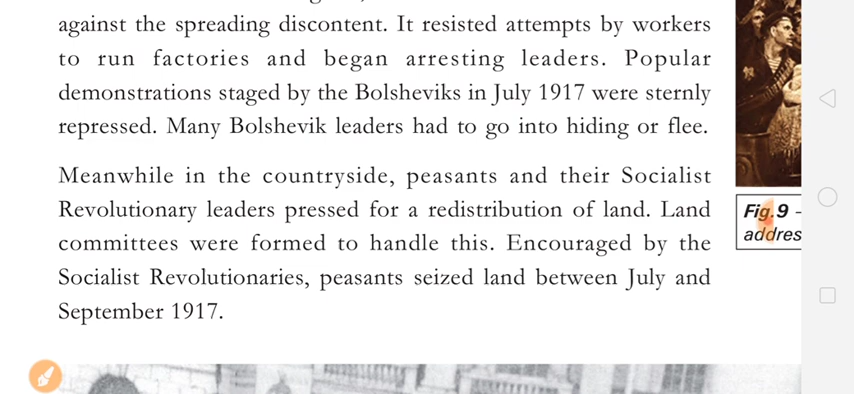 against the spreading discontent. It resisted attempts by workers
to run factories and began arresting leaders. Popular
demonstrations staged by the Bolsheviks in July 1917 were sternly
repressed. Many Bolshevik leaders had to go into hiding or flee.
Meanwhile in the countryside, peasants and their Socialist
Revolutionary leaders pressed for a redistribution of land. Land
committees were formed to handle this. Encouraged by the
Socialist Revolutionaries, peasants seized land between July and
September 1917.
Fig.9 –
addres